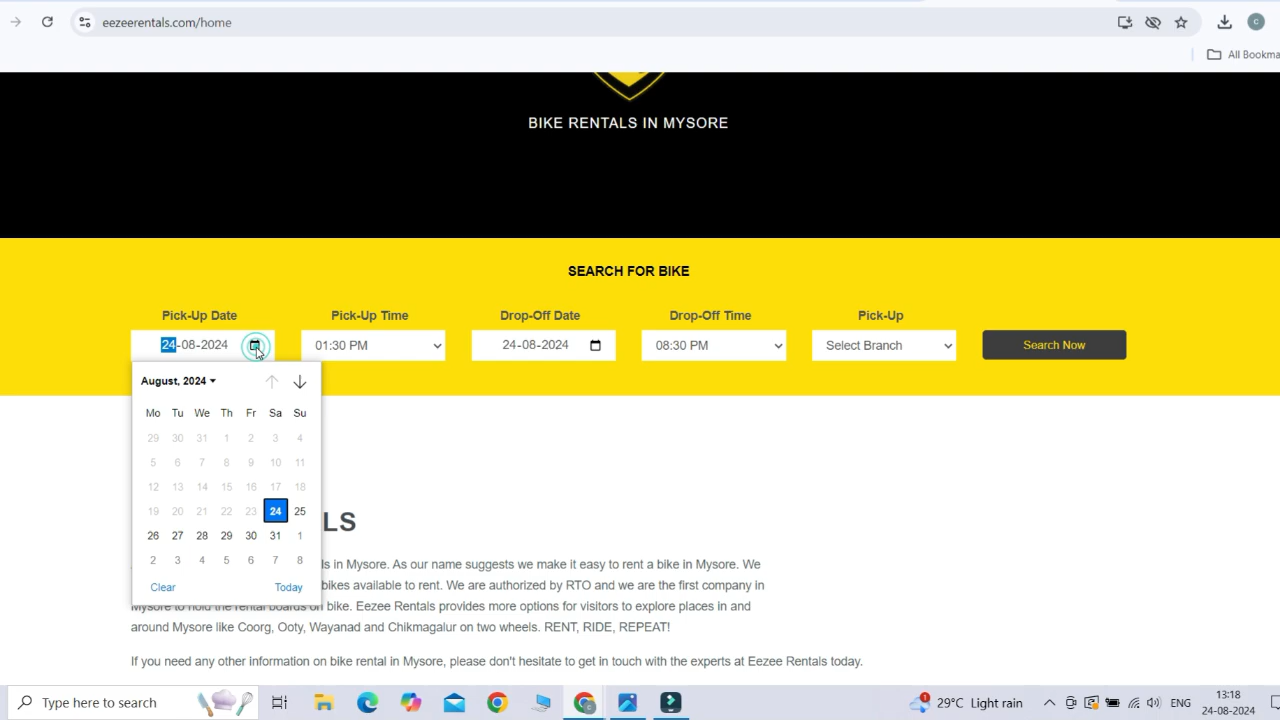 eezeerentals.com/home
C
All Bookma
BIKE RENTALS IN MYSORE
SEARCH FOR BIKE
Pick-Up Date
Pick-Up Time
Drop-Off Date
Drop-Off Time
Pick-Up
24-08-2024
01:30 PM
24-08-2024
08:30 PM
Select Branch
Search Now
August, 2024
Mo Tu We Th Fr Sa Su
29 30 31 1 2 3 4
5 6 7 8 9 10 11
12 13 14 15 16 17 18
19 20 21 22 23 24 25
26 27 28 29 30 31 1
2 3 4 5 6 7 8
Clear Today
LS
ls in Mysore. As our name suggests we make it easy to rent a bike in Mysore. We
bikes available to rent. We are authorized by RTO and we are the first company in
Mysore to hold the rental boards on bike. Eezee Rentals provides more options for visitors to explore places in and
around Mysore like Coorg, Ooty, Wayanad and Chikmagalur on two wheels. RENT, RIDE, REPEAT!
If you need any other information on bike rental in Mysore, please don't hesitate to get in touch with the experts at Eezee Rentals today.
Type here to search
1
29°C Light rain
ENG
13:18
24-08-2024